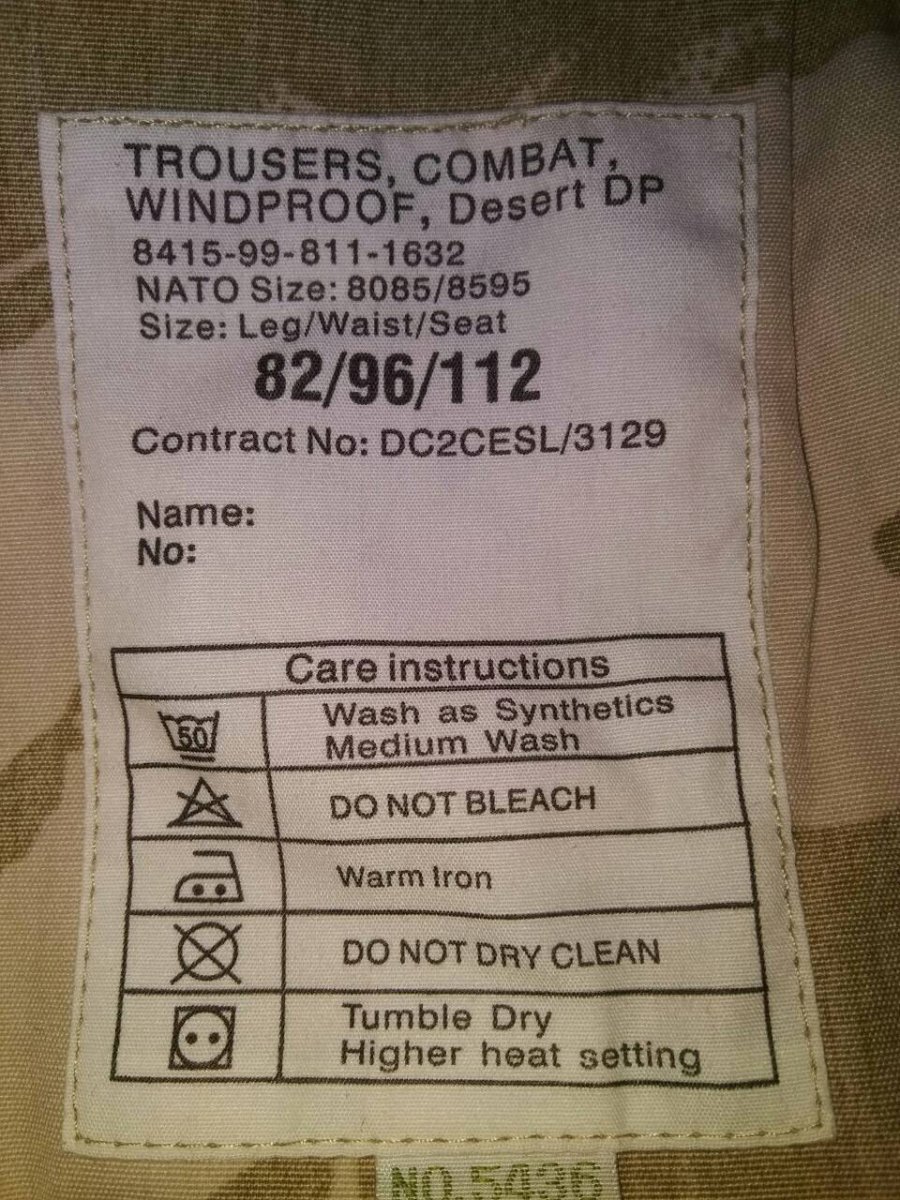 TROUSERS, COMBAT,
WINDPROOF, Desert DP
8415-99-811-1632
NATO Size: 8085/8595
Size: Leg/Waist/Seat
82/96/112
Contract No: DC2CESL/3129
Name:
No:
Care instructions
50
Wash as Synthetics
Medium Wash
DO NOT BLEACH
Warm Iron
DO NOT DRY CLEAN
Tumble Dry
Higher heat setting
NO.5436